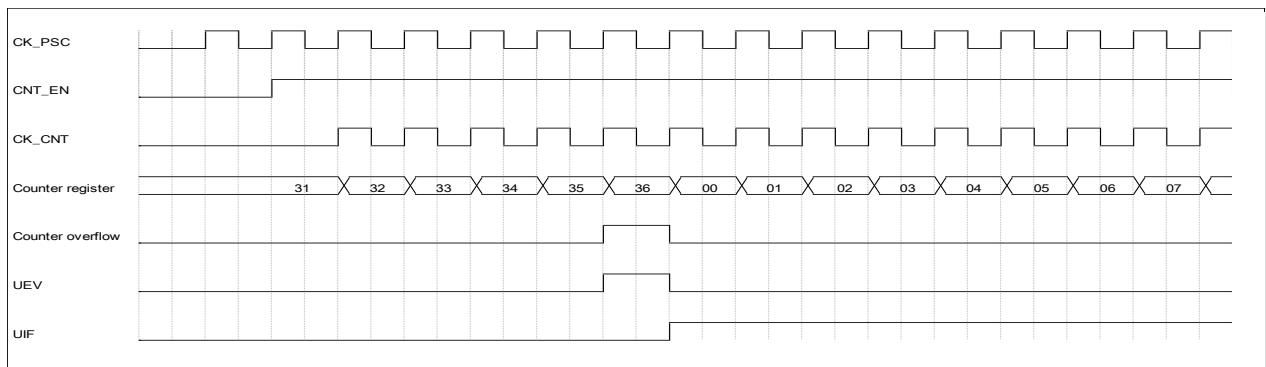 CK_PSC
CNT_EN
CK_CNT
Counter register 31 32 33 34 35 36 00 01 02 03 04 05 06 07
Counter overflow
UEV
UIF